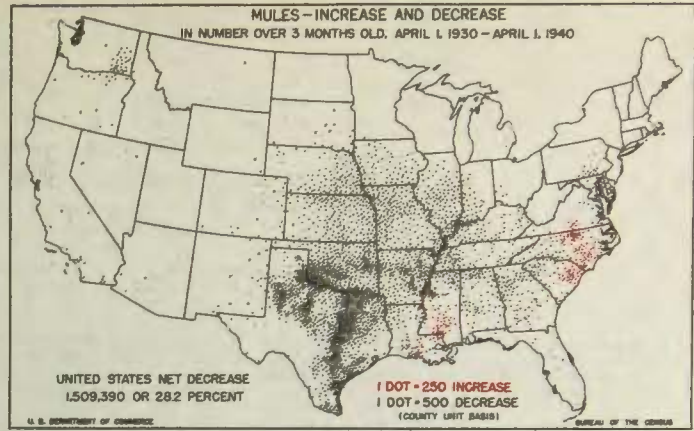 MULES-INCREASE AND DECREASE
IN NUMBER OVER 3 MONTHS OLD, APRIL 1, 1930 - APRIL 1, 1940
UNITED STATES NET DECREASE
1,509,390 OR 28.2 PERCENT
1 DOT = 250 INCREASE
1 DOT = 500 DECREASE
(COUNTY UNIT BASIS)
U. S. DEPARTMENT OF COMMERCE
BUREAU OF THE CENSUS